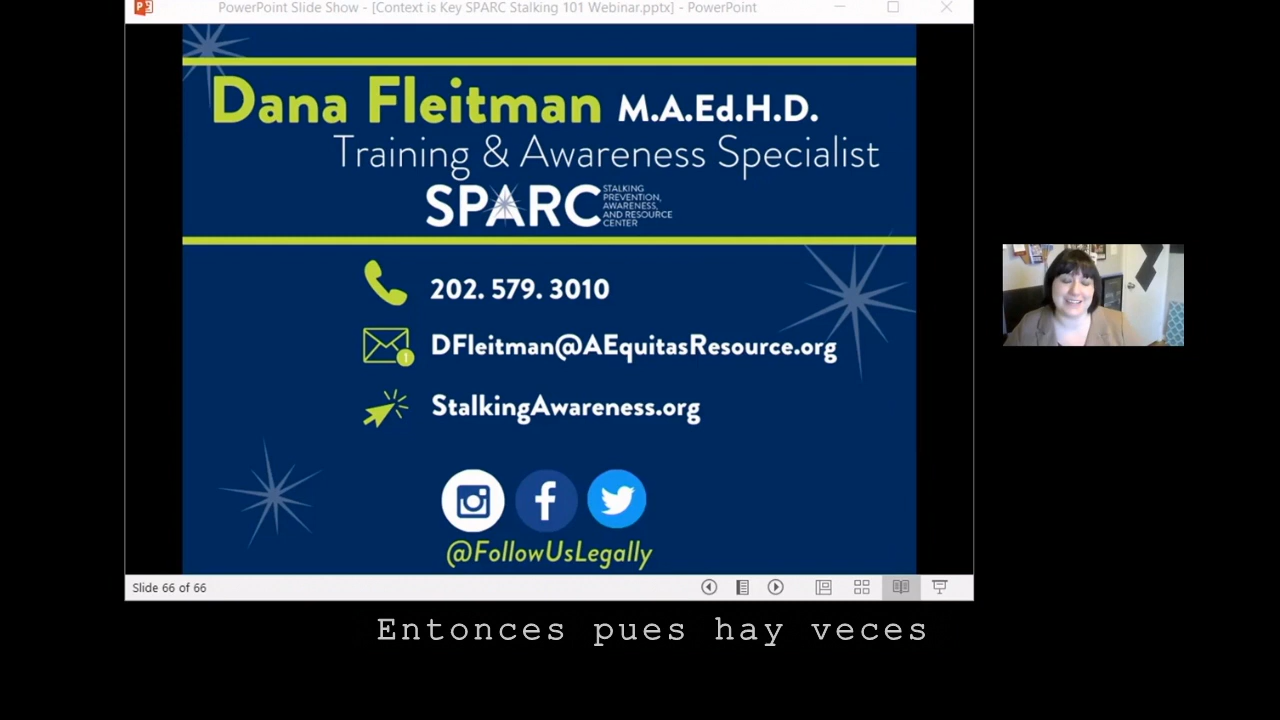 PowerPoint Slide Show - [Context is Key SPARC Stalking 101 Webinar.pptx] - PowerPoint
Dana Fleitman M.A.Ed.H.D.
Training & Awareness Specialist
SPARC
STALKING
PREVENTION,
AWARENESS,
AND RESOURCE
CENTER
202. 579. 3010
1
DFleitman@AEquitasResource.org
StalkingAwareness.org
@FollowUsLegally
Slide 66 of 66
Entonces pues hay veces